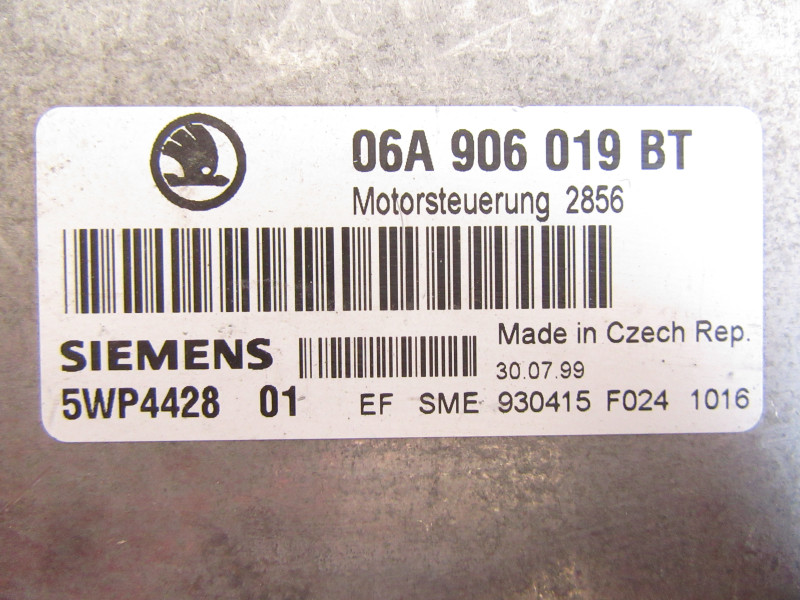 06A 906 019 BT
Motorsteuerung 2856
SIEMENS
Made in Czech Rep.
30.07.99
5WP4428 01 EF SME 930415 F024 1016